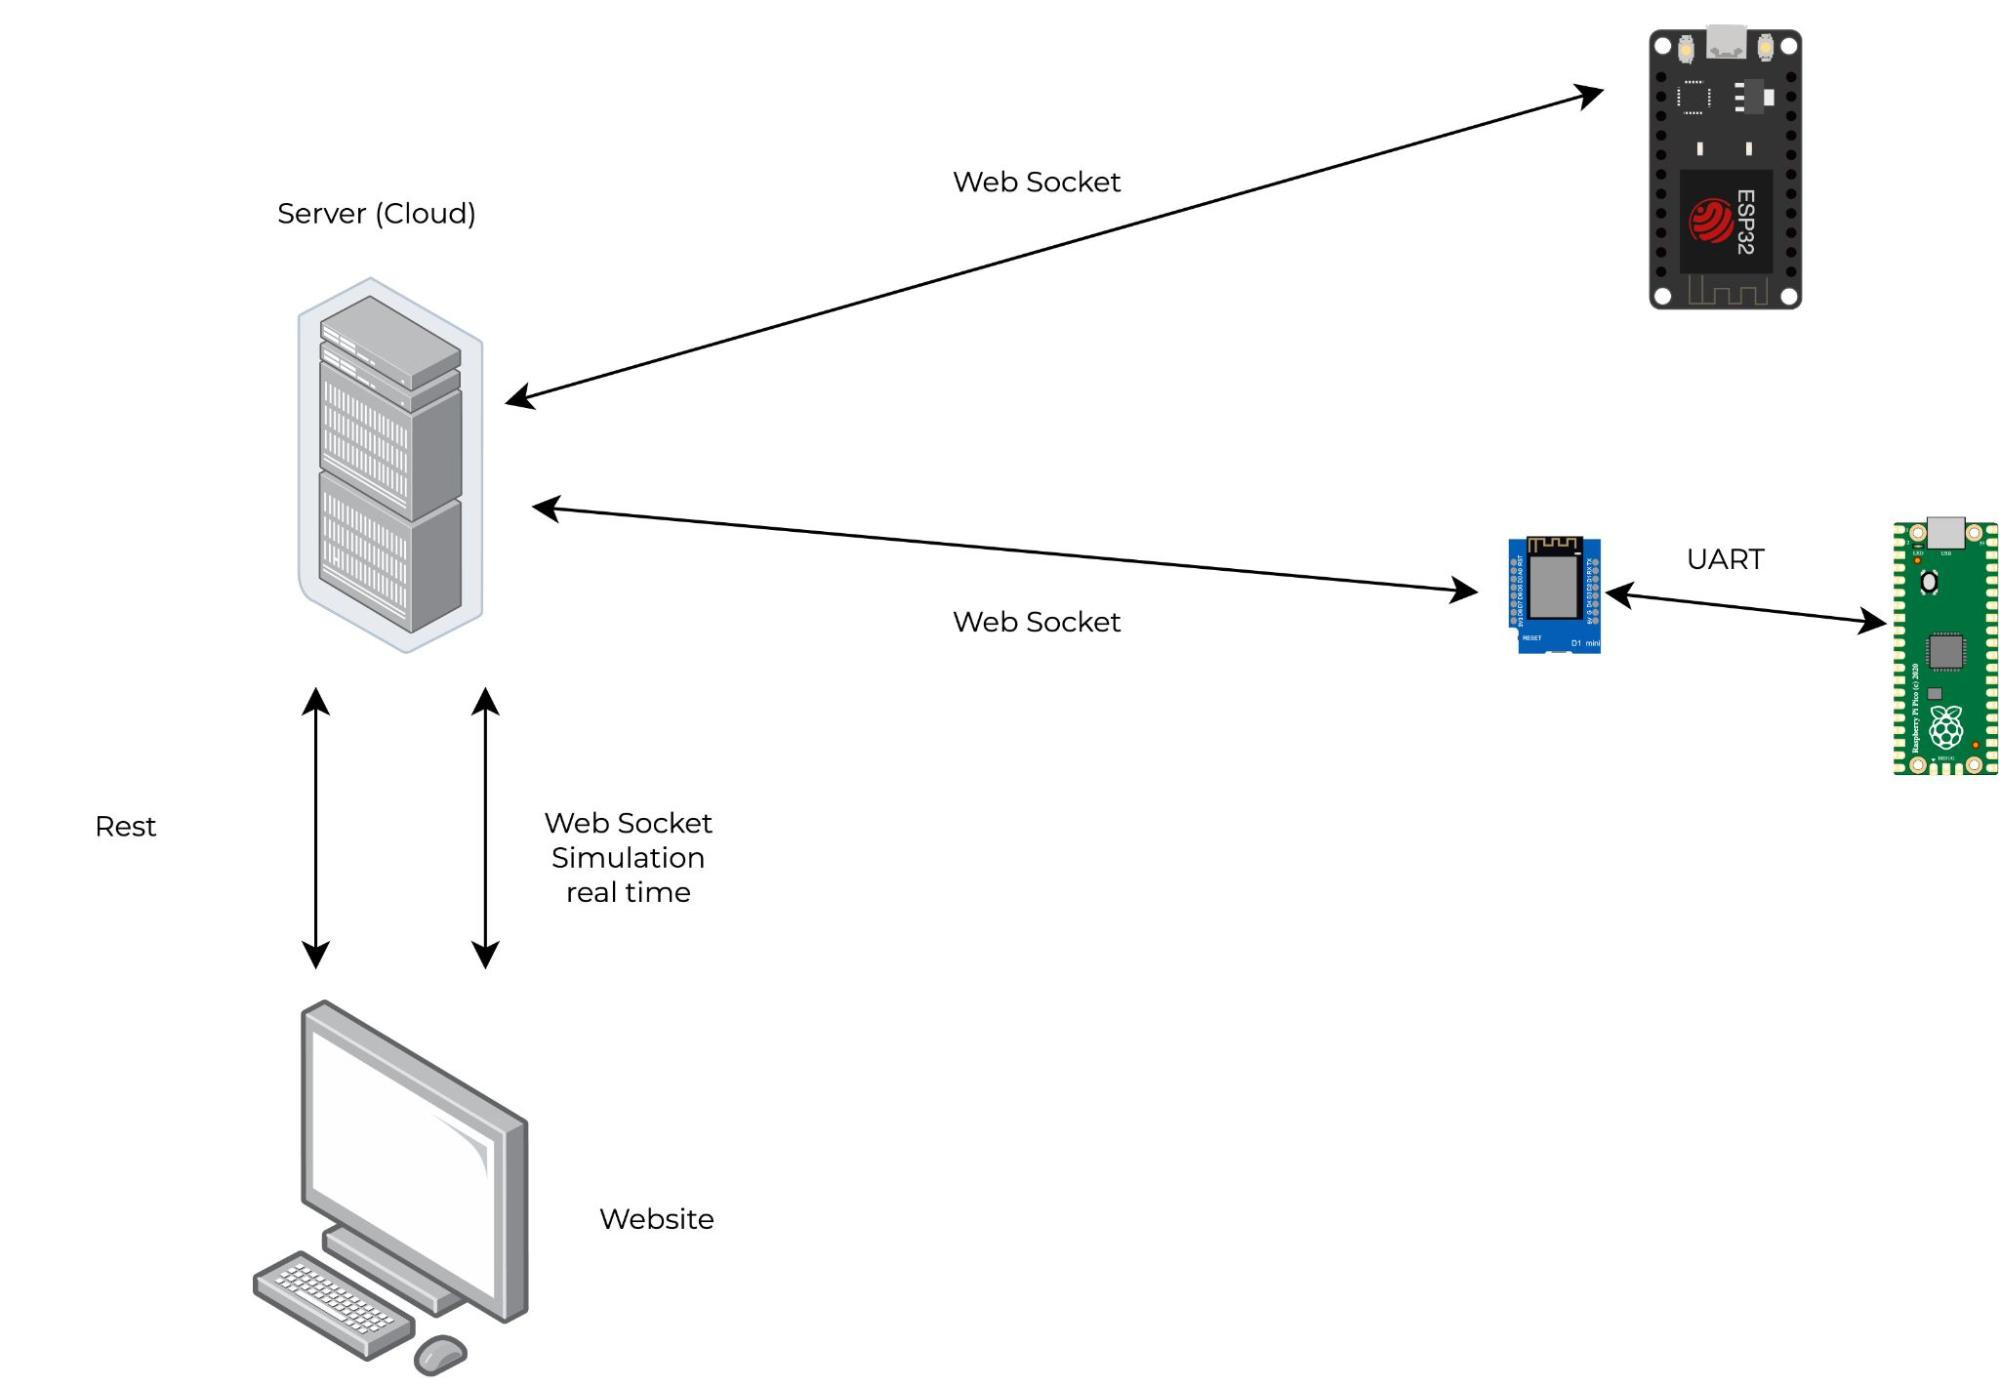 Web Socket
Server (Cloud)
ESP32
Web Socket
UART
RESET
D1 mini
Raspberry Pi Pico (c) 2020
Rest
Web Socket
Simulation
real time
Website